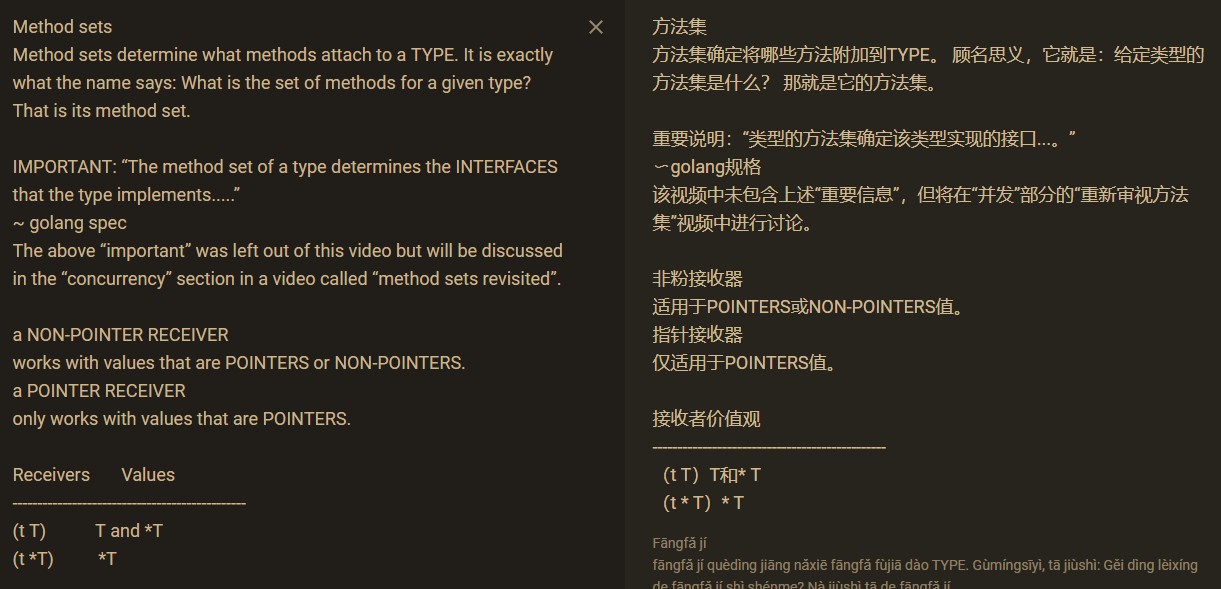 Method sets
Method sets determine what methods attach to a TYPE. It is exactly
what the name says: What is the set of methods for a given type?
That is its method set.
IMPORTANT: “The method set of a type determines the INTERFACES
that the type implements.....”
~ golang spec
The above “important” was left out of this video but will be discussed
in the “concurrency” section in a video called “method sets revisited”.
a NON-POINTER RECEIVER
works with values that are POINTERS or NON-POINTERS.
a POINTER RECEIVER
only works with values that are POINTERS.
Receivers Values
-----------------------------------------------
(t T) T and *T
(t *T) *T
方法集
方法集确定将哪些方法附加到TYPE。 顾名思义，它就是：给定类型的
方法集是什么？ 那就是它的方法集。
重要说明：“类型的方法集确定该类型实现的接口...。”
〜golang规格
该视频中未包含上述“重要信息”，但将在“并发”部分的“重新审视方法
集”视频中进行讨论。
非粉接收器
适用于POINTERS或NON-POINTERS值。
指针接收器
仅适用于POINTERS值。
接收者价值观
-----------------------------------------------
（t T）T和* T
（t * T）* T
Fāngfǎ jí
fāngfǎ jí quèdìng jiāng nǎxiē fāngfǎ fùjiā dào TYPE. Gùmíngsīyì, tā jiùshì: Gěi dìng lèixíng
de fāngfǎ jí shì shénme? Nà jiùshì tā de fāngfǎ jí.